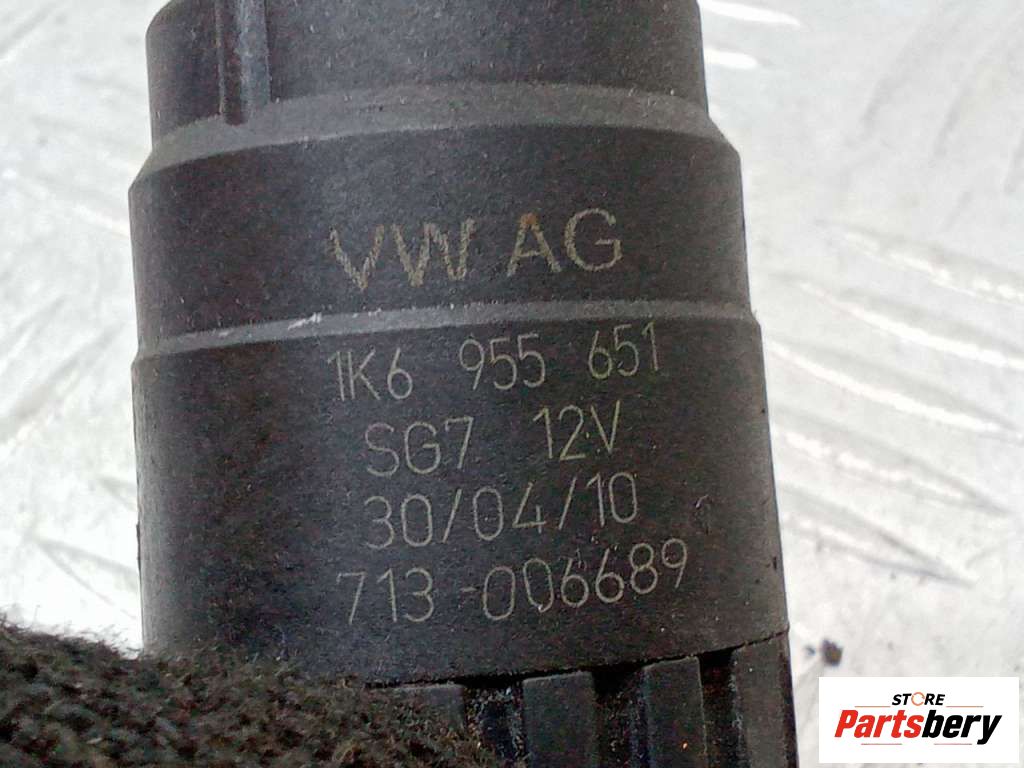 VW AG
1K6 955 651
SG7 12V
30/04/10
713-006689
STORE
Partsbery